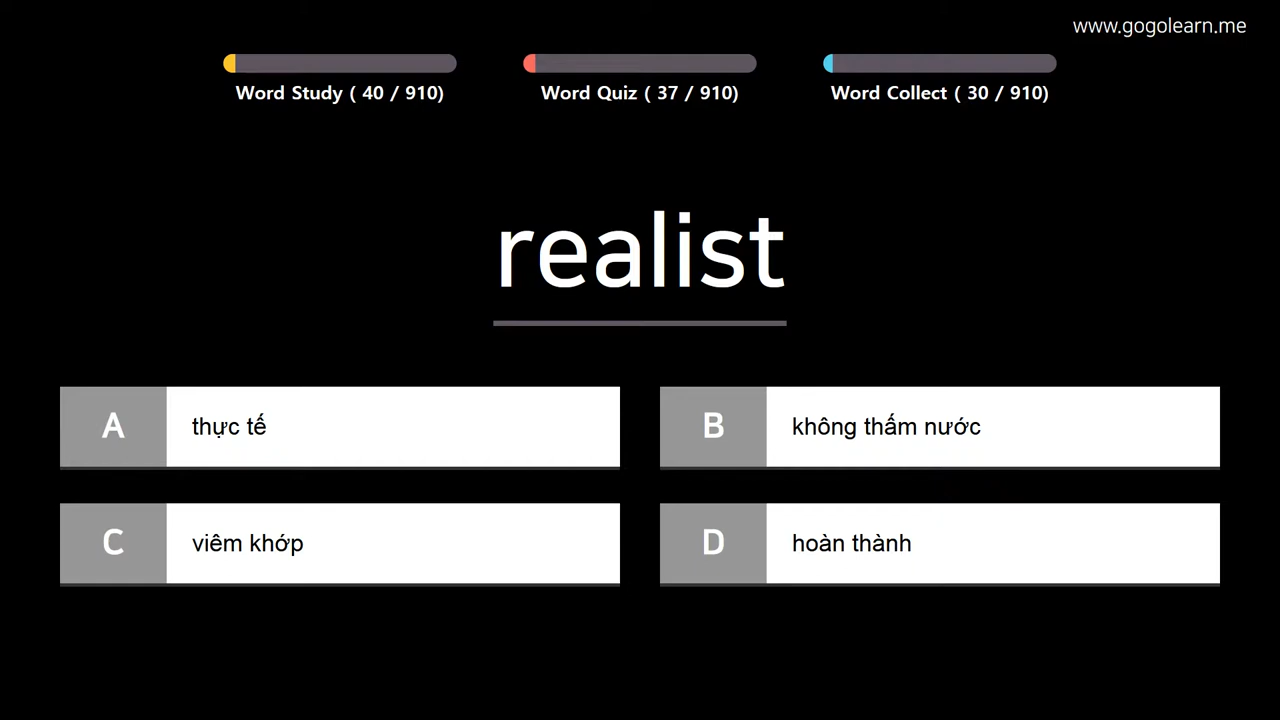 www.gogolearn.me
Word Study ( 40 / 910)
Word Quiz ( 37 / 910)
Word Collect ( 30 / 910)
realist
A
thực tế
B
không thấm nước
C
viêm khớp
D
hoàn thành